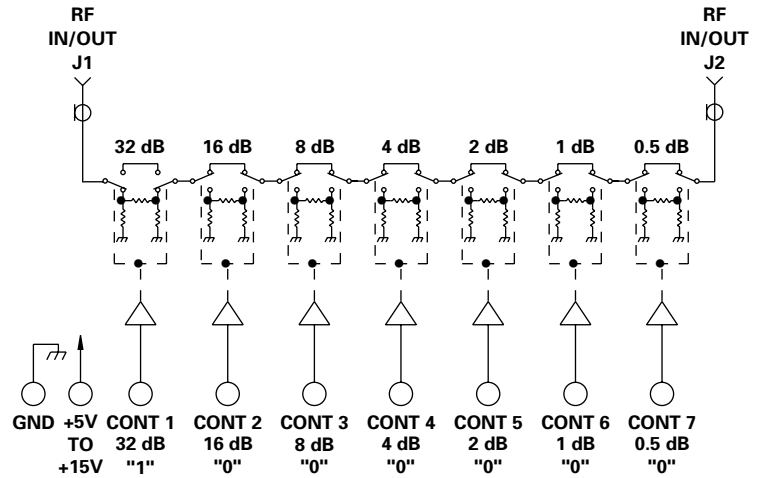 RF
IN/OUT
J1
RF
IN/OUT
J2
32 dB 16 dB 8 dB 4 dB 2 dB 1 dB 0.5 dB
GND +5V CONT 1 CONT 2 CONT 3 CONT 4 CONT 5 CONT 6 CONT 7
TO 32 dB 16 dB 8 dB 4 dB 2 dB 1 dB 0.5 dB
+15V "1" "0" "0" "0" "0" "0" "0"